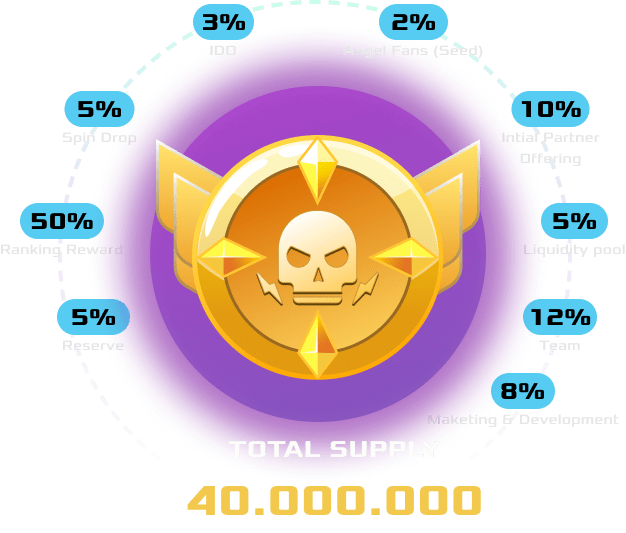 3%
IDO
2%
Angel Fans (Seed)
5%
Spin Drop
10%
Intial Partner
Offering
50%
Ranking Reward
5%
Liquidity pool
5%
Reserve
12%
Team
8%
Maketing & Development
TOTAL SUPPLY
40.000.000